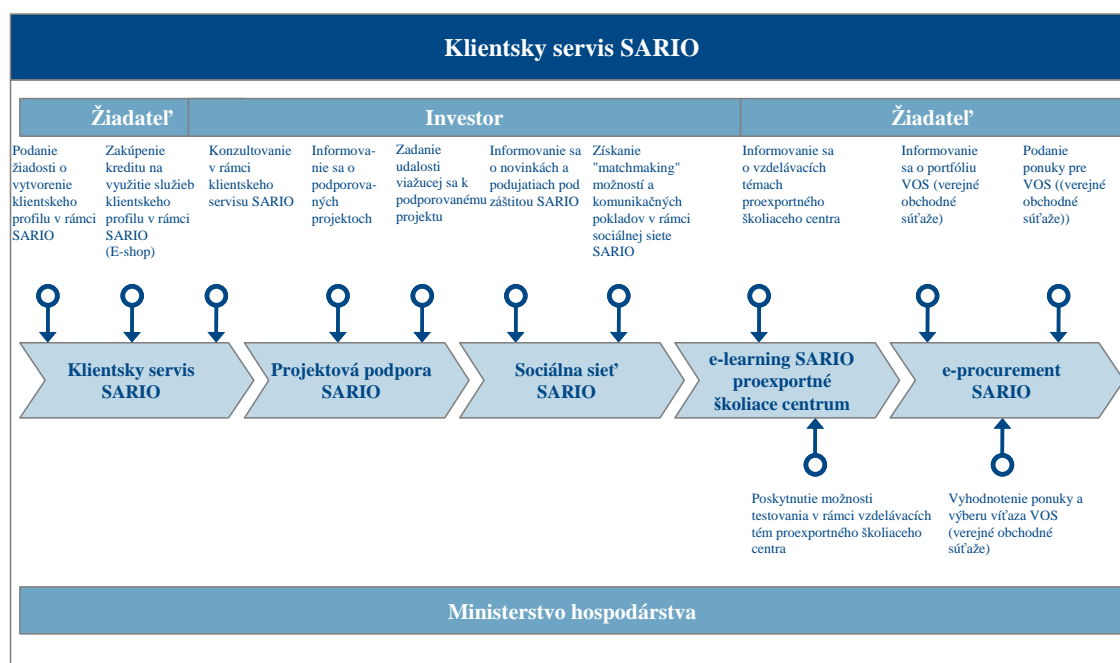 Klientsky servis SARIO
Žiadateľ
Investor
Žiadateľ
Podanie
žiadosti o
vytvorenie
klientskeho
profilu v rámci
SARIO
Zakúpenie
kreditu na
využitie služieb
klientskeho
profilu v rámci
SARIO
(E-shop)
Konzultovanie
v rámci
klientskeho
servisu SARIO
Informova-
nie sa o
podporova-
ných
projektoch
Zadanie
udalosti
viažucej sa k
podporovanému
projektu
Informovanie sa
o novinkách a
podujatiach pod
záštitou SARIO
Získanie
"matchmaking"
možností a
komunikačných
pokladov v rámci
sociálnej siete
SARIO
Informovanie sa
o vzdelávacích
témach
proexportného
školiaceho centra
Informovanie
sa o portfóliu
VOS (verejné
obchodné
súťaže)
Podanie
ponuky pre
VOS ((verejné
obchodné
súťaže))
Klientsky servis
SARIO
Projektová podpora
SARIO
Sociálna sieť
SARIO
e-learning SARIO
proexportné
školiace centrum
e-procurement
SARIO
Poskytnutie možnosti
testovania v rámci vzdelávacích
tém proexportného školiaceho
centra
Vyhodnotenie ponuky a
výberu víťaza VOS
(verejné obchodné
súťaže)
Ministerstvo hospodárstva